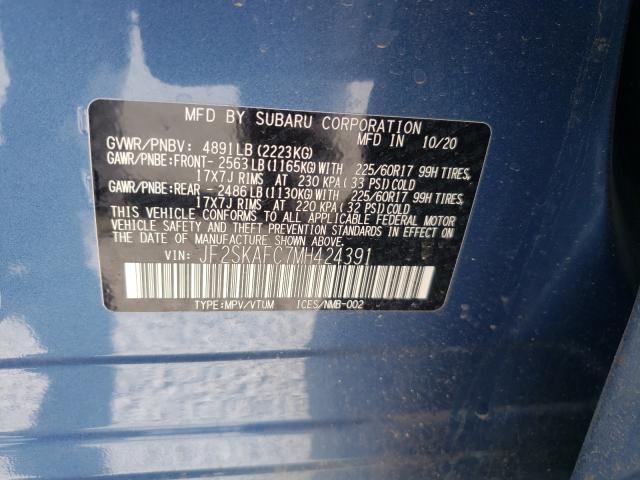 MFD BY SUBARU CORPORATION
GVWR/PNBV: 4891LB(2223KG) MFD IN 10/20
GAWR/PNBE:FRONT- 2563LB(1165KG)WITH 225/60R17 99H TIRES,
17X7J RIMS AT 230 KPA(33 PSI)COLD
GAWR/PNBE:REAR - 2486LB(1130KG)WITH 225/60R17 99H TIRES,
17X7J RIMS AT 220 KPA(32 PSI)COLD
THIS VEHICLE CONFORMS TO ALL APPLICABLE FEDERAL MOTOR
VEHICLE SAFETY AND THEFT PREVENTION STANDARDS IN EFFECT
ON THE DATE OF MANUFACTURE SHOWN ABOVE.
VIN: JF2SKAFC7MH424391
TYPE:MPV/VTUM ICES/NMB-002